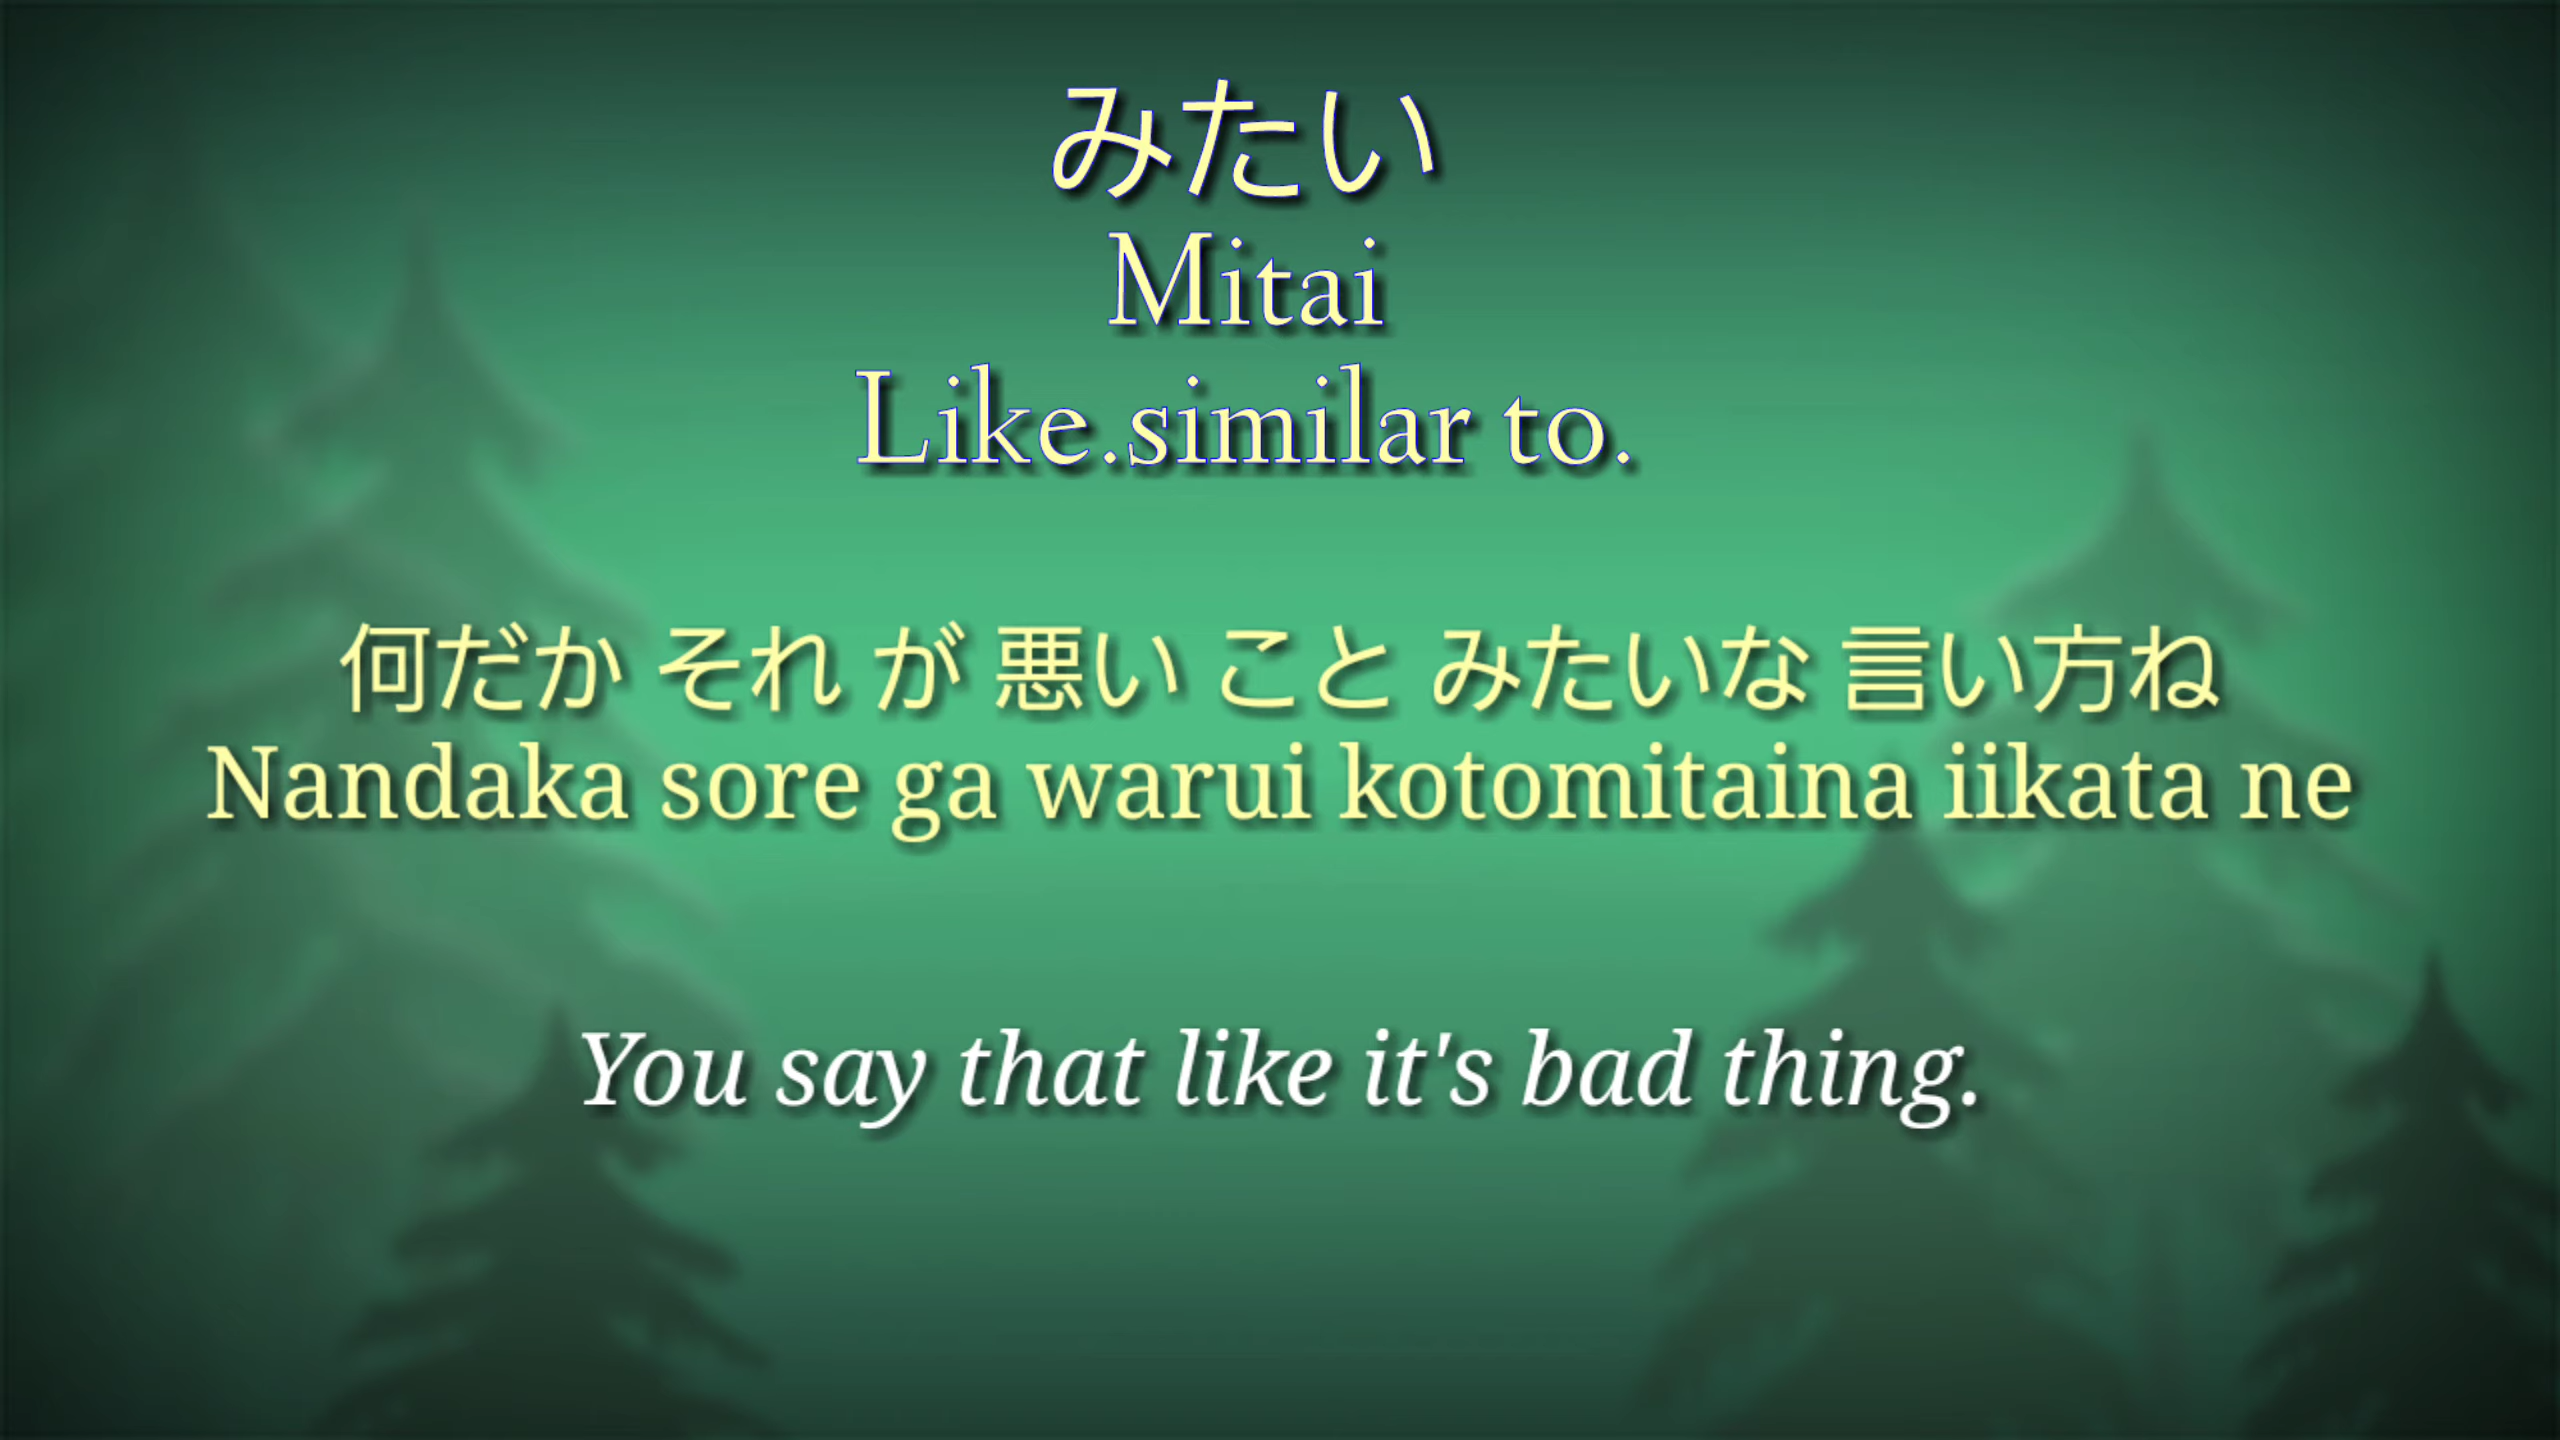 みたい
Mitai
Like.similar to.
何だか それ が 悪い こと みたいな 言い方ね
Nandaka sore ga warui kotomitaina iikata ne
You say that like it's bad thing.